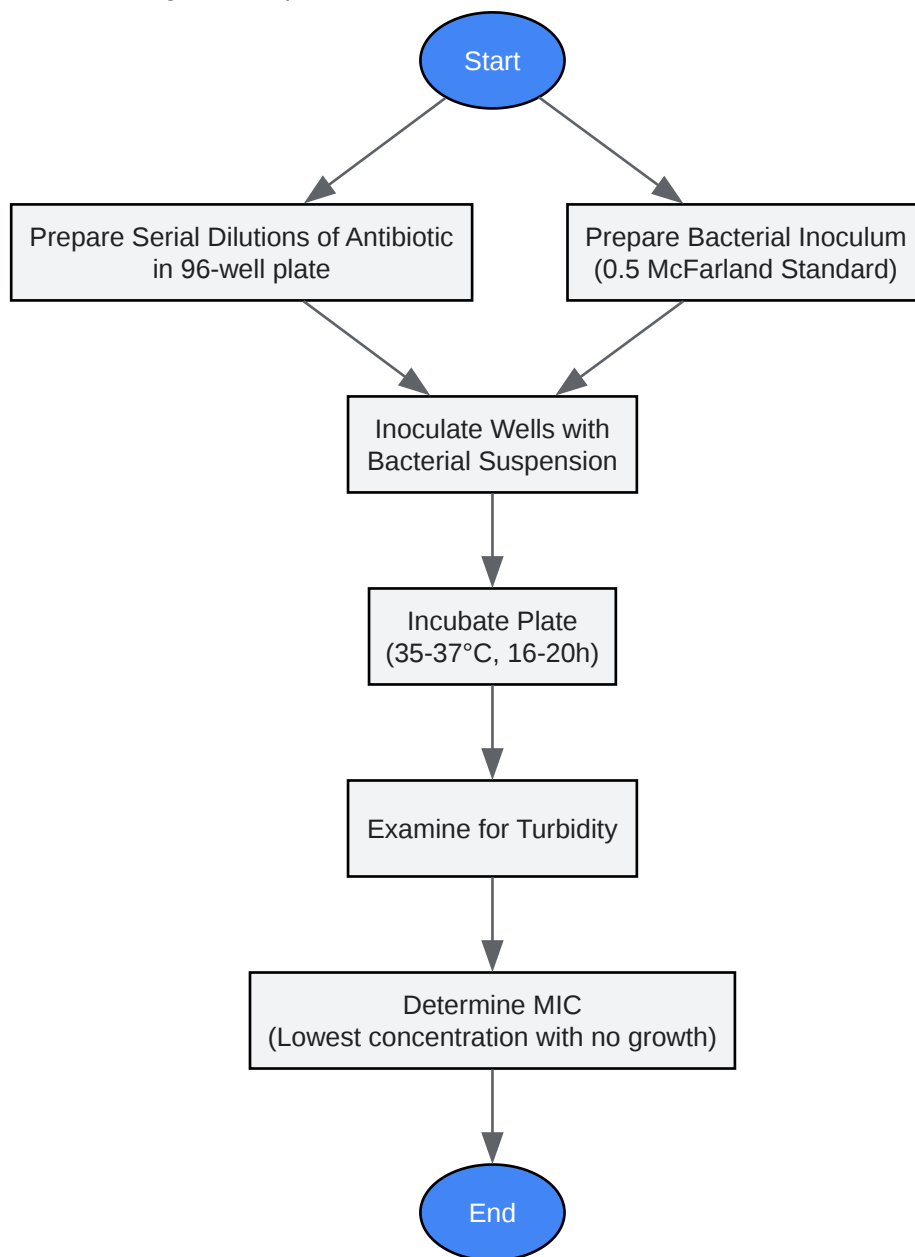 Start
Prepare Serial Dilutions of Antibiotic
in 96-well plate
Prepare Bacterial Inoculum
(0.5 McFarland Standard)
Inoculate Wells with
Bacterial Suspension
Incubate Plate
(35-37°C, 16-20h)
Examine for Turbidity
Determine MIC
(Lowest concentration with no growth)
End